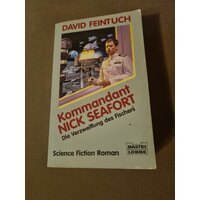 DAVID FEINTUCH
Kommandant
NICK SEAFORT
Die Verzweiflung des Fischers
Science Fiction Roman
BASTEI
LÜBBE